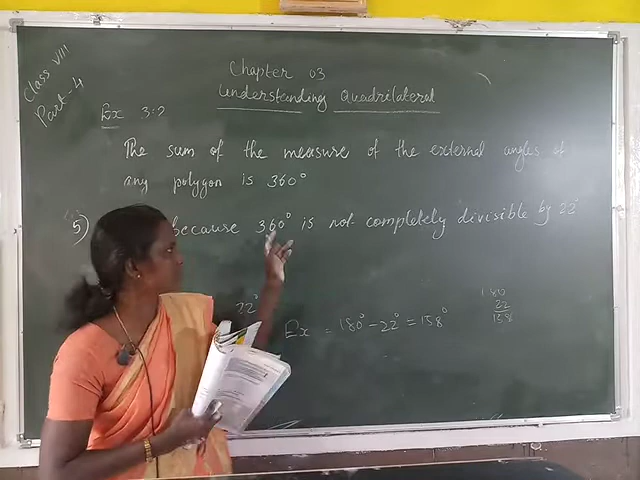 Class VIII
Part-4
Chapter 03
Understanding Quadrilateral
Ex 3.2
The sum of the measure of the external angles of
any polygon is 360°
5) because 360° is not completely divisible by 22°
22°
Ex = 180° - 22° = 158°
180
22
158